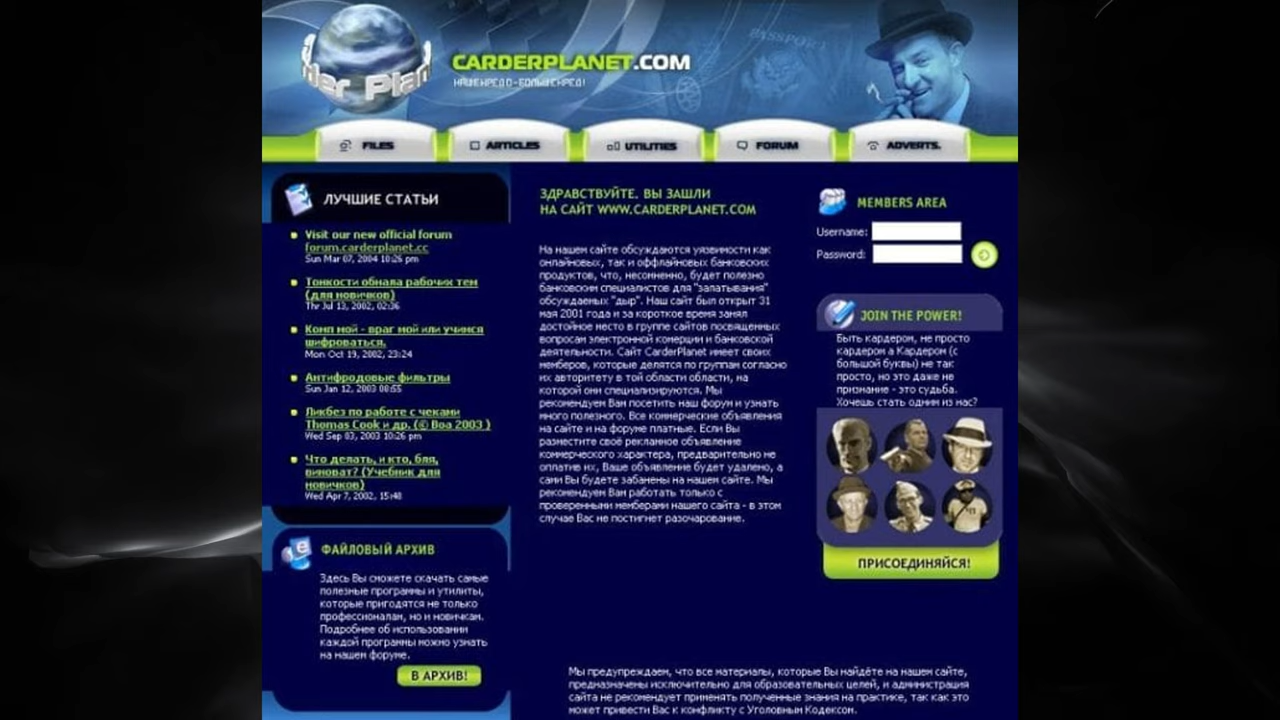 der Plan
CARDERPLANET.COM
НАШЕ КРЕДО - БОЛЬШЕ КРЕД!
PASSPORT
FILES
ARTICLES
UTILITIES
FORUM
ADVERTS.
ЛУЧШИЕ СТАТЬИ
Visit our new official forum
forum.carderplanet.cc
Sun Mar 07, 2004 10:26 pm
Тонкости обнала рабочих тем
(для новичков)
Thr Jul 13, 2002, 02:36
Комп мой - враг мой или учимся
шифроваться.
Mon Oct 19, 2002, 23:24
Антифродовые фильтры
Sun Jan 12, 2003 08:55
Ликбез по работе с чеками
Thomas Cook и др. (© Boa 2003 )
Wed Sep 03, 2003 10:26 pm
Что делать, и кто, бля,
виноват? (Учебник для
новичков)
Wed Apr 7, 2002, 15:48
ФАЙЛОВЫЙ АРХИВ
Здесь Вы сможете скачать самые
полезные программы и утилиты,
которые пригодятся не только
профессионалам, но и новичкам.
Подробнее об использовании
каждой программы можно узнать
на нашем форуме.
В АРХИВ!
ЗДРАВСТВУЙТЕ. ВЫ ЗАШЛИ
НА САЙТ WWW.CARDERPLANET.COM
На нашем сайте обсуждаются уязвимости как
онлайновых, так и оффлайновых банковских
продуктов, что, несомненно, будет полезно
банковским специалистов для "залатывания"
обсуждаемых "дыр". Наш сайт был открыт 31
мая 2001 года и за короткое время занял
достойное место в группе сайтов посвященных
вопросам электронной комерции и банковской
деятельности. Сайт CarderPlanet имеет своих
мемберов, которые делятся по группам согласно
их авторитету в той области области, на
которой они специализируются. Мы
рекомендуем Вам посетить наш форум и узнать
много полезного. Все коммерческие объявления
на сайте и на форуме платные. Если Вы
разместите своё рекланное объявление
коммерческого характера, предварительно не
оплатив их, Ваше объявление будет удалено, а
сами Вы будете забанены на нашем сайте. Мы
рекомендуем Вам работать только с
проверенными мемберами нашего сайта - в этом
случае Вас не постигнет разочарование.
MEMBERS AREA
Username:
Password:
JOIN THE POWER!
Быть кардером, не просто
кардером а Кардером (с
большой буквы) не так
просто, но это даже не
признание - это судьба.
Хочешь стать одним из нас?
ПРИСОЕДИНЯЙСЯ!
Мы предупреждаем, что все материалы, которые Вы найдёте на нашем сайте,
предназначены исключительно для образовательных целей, и администрация
сайта не рекомендует применять полученные знания на практике, так как это
может привести Вас к конфликту с Уголовным Кодексом.